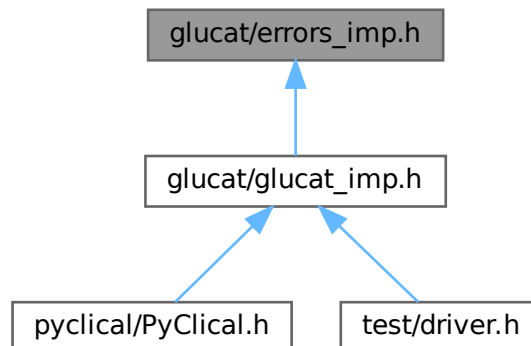 glucat/errors_imp.h
glucat/glucat_imp.h
pyclical/PyClical.h
test/driver.h